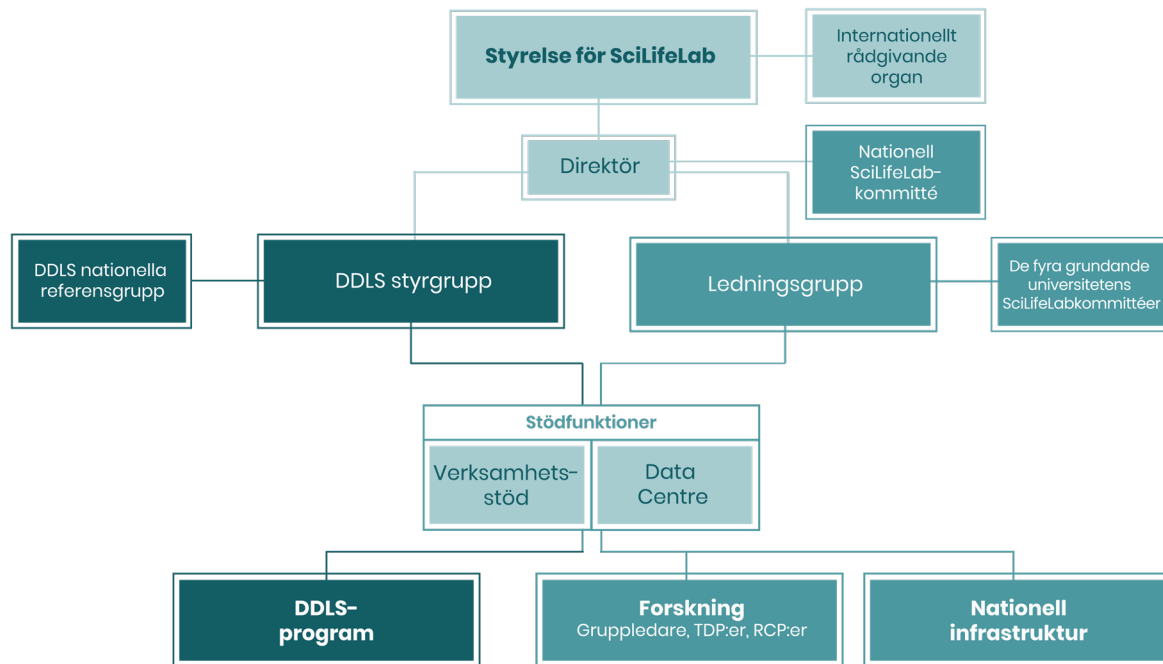 Styrelse för SciLifeLab
Internationellt
rådgivande
organ
Direktör
Nationell
SciLifeLab-
kommitté
DDLS nationella
referensgrupp
DDLS styrgrupp
Ledningsgrupp
De fyra grundande
universitetens
SciLifeLabkommittéer
Stödfunktioner
Verksamhets-
stöd
Data
Centre
DDLS-
program
Forskning
Gruppledare, TDP:er, RCP:er
Nationell
infrastruktur